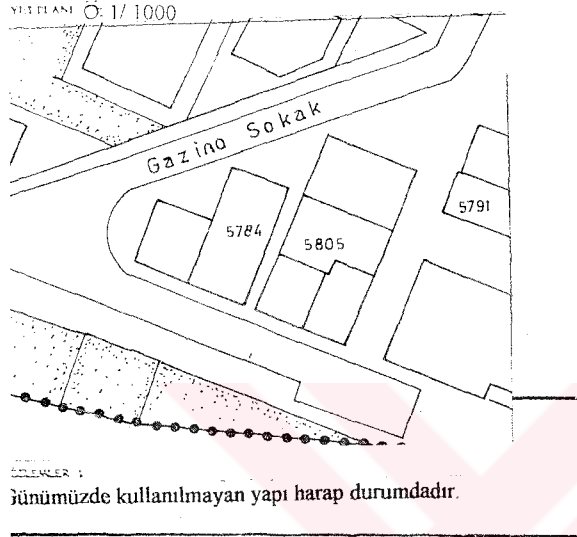 Ö: 1/ 1000
Gazino Sokak
5791
5784
5805
Günümüzde kullanılmayan yapı harap durumdadır.